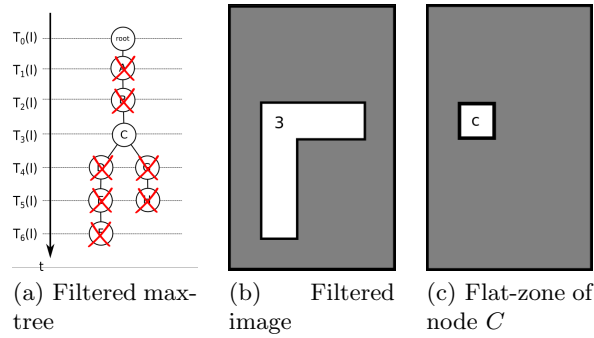 T0(I)
root
T1(I)
A
T2(I)
B
T3(I)
C
T4(I)
D
G
T5(I)
E
H
T6(I)
F
t
3
c
(a) Filtered max-
tree
(b) Filtered
image
(c) Flat-zone of
node C